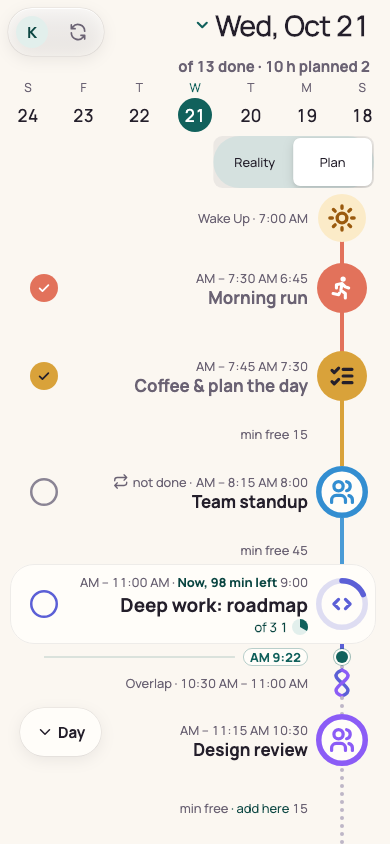 K
Wed, Oct 21
of 13 done · 10 h planned 2
S F T W T M S
24 23 22 21 20 19 18
Reality Plan
Wake Up · 7:00 AM
AM – 7:30 AM 6:45
Morning run
AM – 7:45 AM 7:30
Coffee & plan the day
min free 15
not done · AM – 8:15 AM 8:00
Team standup
min free 45
AM – 11:00 AM · Now, 98 min left 9:00
Deep work: roadmap
of 3 1
AM 9:22
Overlap · 10:30 AM – 11:00 AM
AM – 11:15 AM 10:30
Design review
Day
min free · add here 15